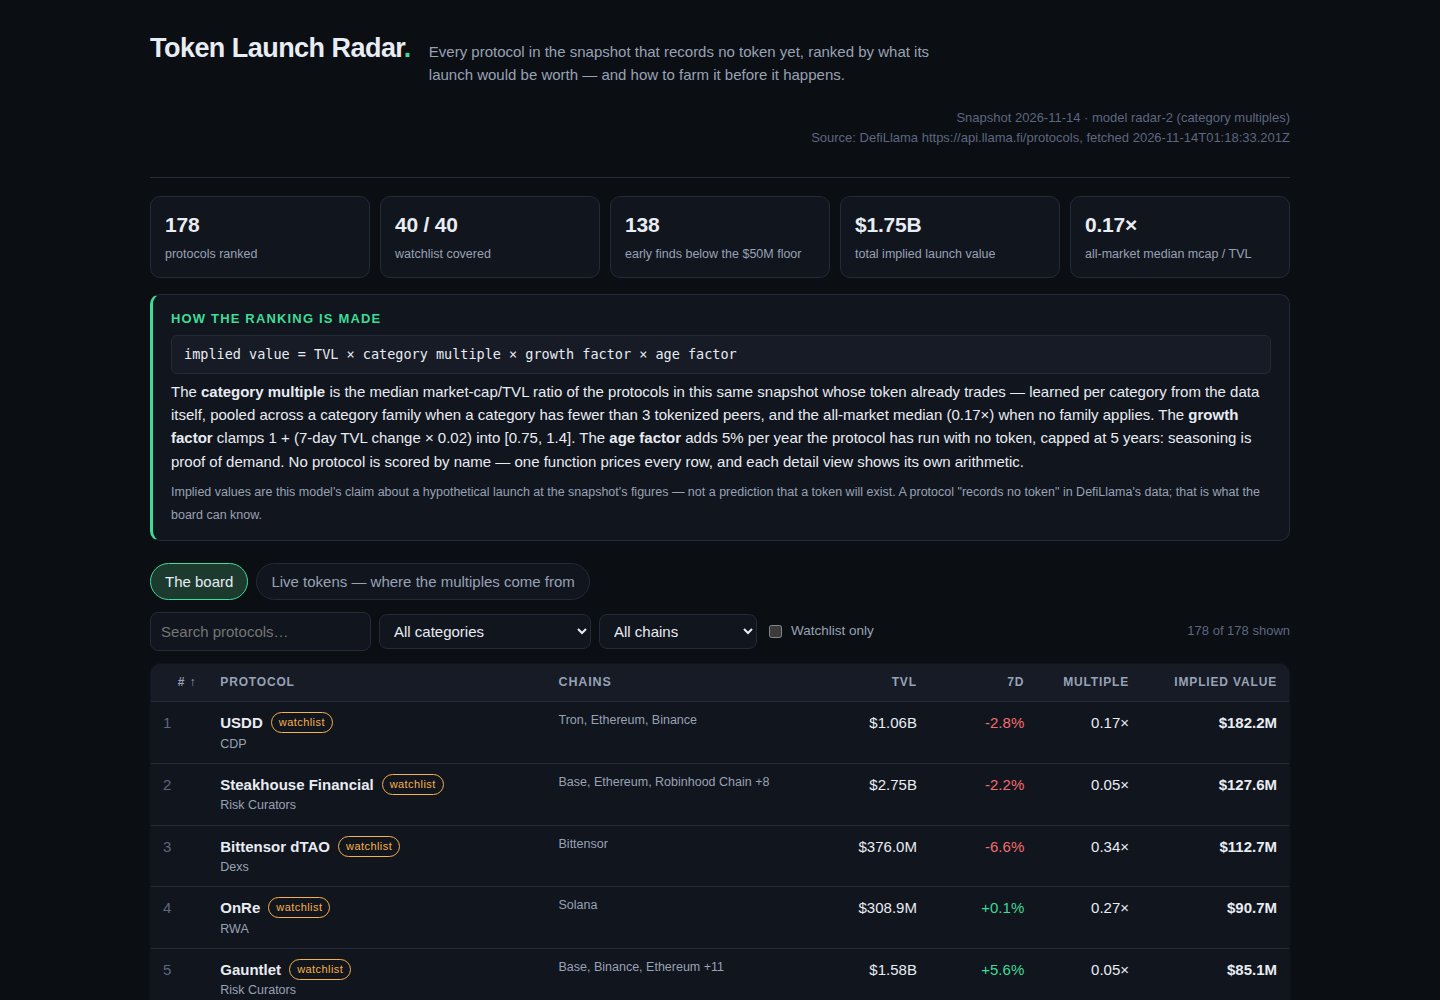 Token Launch Radar.
Every protocol in the snapshot that records no token yet, ranked by what its
launch would be worth — and how to farm it before it happens.
Snapshot 2026-11-14 · model radar-2 (category multiples)
Source: DefiLlama https://api.llama.fi/protocols, fetched 2026-11-14T01:18:33.201Z
178
protocols ranked
40 / 40
watchlist covered
138
early finds below the $50M floor
$1.75B
total implied launch value
0.17×
all-market median mcap / TVL
HOW THE RANKING IS MADE
implied value = TVL × category multiple × growth factor × age factor
The category multiple is the median market-cap/TVL ratio of the protocols in this same snapshot whose token already trades — learned per category from the data
itself, pooled across a category family when a category has fewer than 3 tokenized peers, and the all-market median (0.17×) when no family applies. The growth
factor clamps 1 + (7-day TVL change × 0.02) into [0.75, 1.4]. The age factor adds 5% per year the protocol has run with no token, capped at 5 years: seasoning is
proof of demand. No protocol is scored by name — one function prices every row, and each detail view shows its own arithmetic.
Implied values are this model's claim about a hypothetical launch at the snapshot's figures — not a prediction that a token will exist. A protocol "records no token" in DefiLlama's data; that is what the
board can know.
The board
Live tokens — where the multiples come from
Search protocols…
All categories
All chains
Watchlist only
178 of 178 shown
# ↑ PROTOCOL CHAINS TVL 7D MULTIPLE IMPLIED VALUE
1 USDD watchlist Tron, Ethereum, Binance $1.06B -2.8% 0.17× $182.2M
CDP
2 Steakhouse Financial watchlist Base, Ethereum, Robinhood Chain +8 $2.75B -2.2% 0.05× $127.6M
Risk Curators
3 Bittensor dTAO watchlist Bittensor $376.0M -6.6% 0.34× $112.7M
Dexs
4 OnRe watchlist Solana $308.9M +0.1% 0.27× $90.7M
RWA
5 Gauntlet watchlist Base, Binance, Ethereum +11 $1.58B +5.6% 0.05× $85.1M
Risk Curators